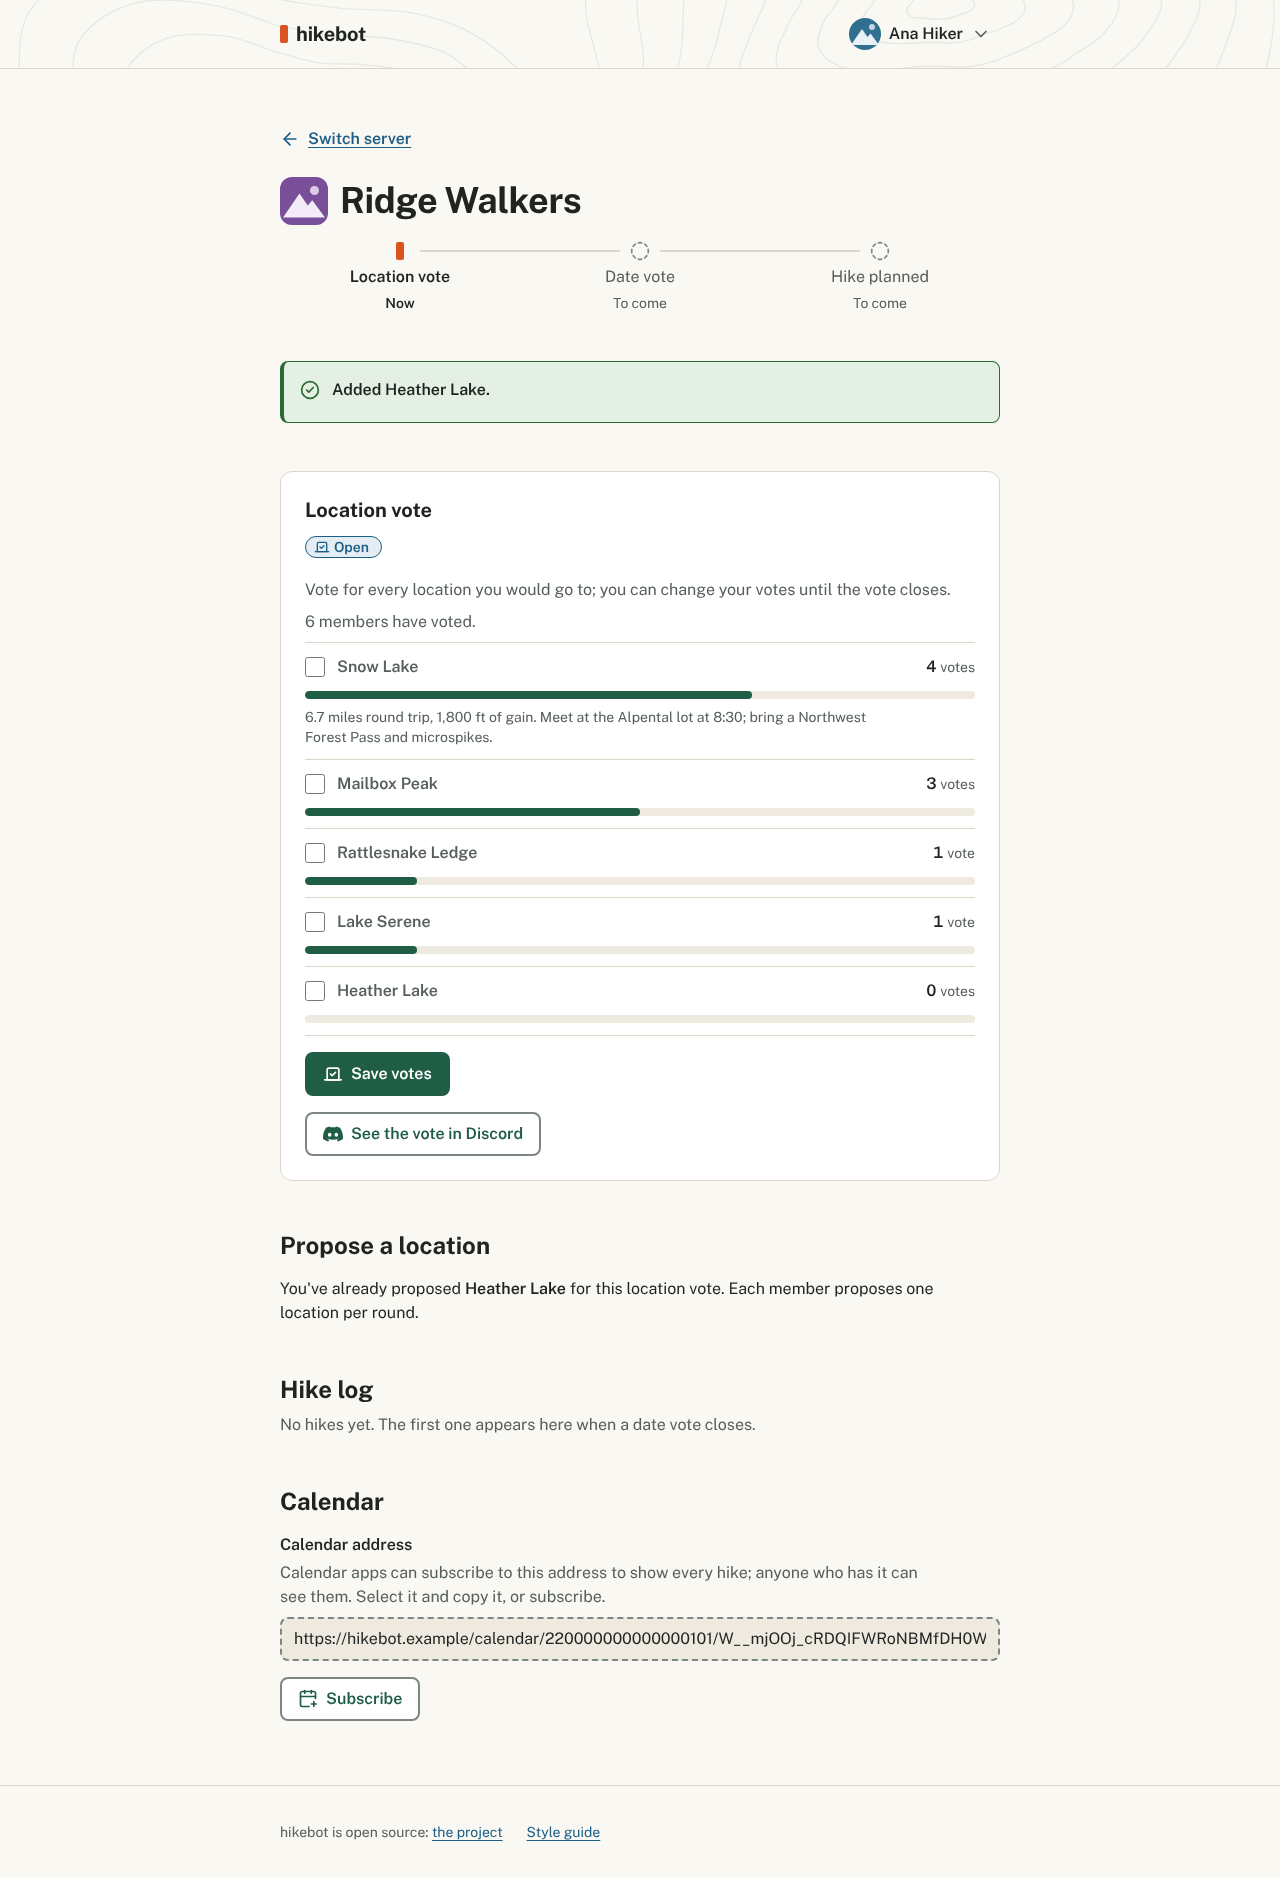 hikebot
Ana Hiker
Switch server
Ridge Walkers
Location vote
Now
Date vote
To come
Hike planned
To come
Added Heather Lake.
Location vote
Open
Vote for every location you would go to; you can change your votes until the vote closes.
6 members have voted.
Snow Lake
4 votes
6.7 miles round trip, 1,800 ft of gain. Meet at the Alpental lot at 8:30; bring a Northwest
Forest Pass and microspikes.
Mailbox Peak
3 votes
Rattlesnake Ledge
1 vote
Lake Serene
1 vote
Heather Lake
0 votes
Save votes
See the vote in Discord
Propose a location
You've already proposed Heather Lake for this location vote. Each member proposes one
location per round.
Hike log
No hikes yet. The first one appears here when a date vote closes.
Calendar
Calendar address
Calendar apps can subscribe to this address to show every hike; anyone who has it can
see them. Select it and copy it, or subscribe.
https://hikebot.example/calendar/220000000000000101/W__mjOOj_cRDQIFWRoNBMfDH0W
Subscribe
hikebot is open source: the project
Style guide